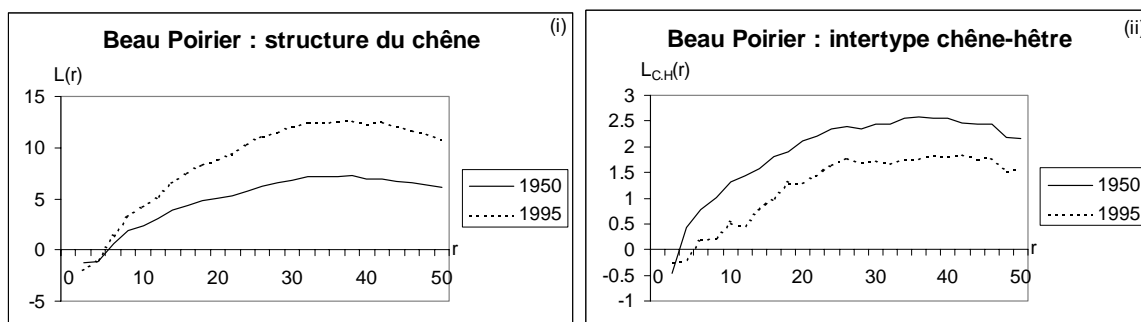 (i)
Beau Poirier : structure du chêne
L(r)
15
10
5
0
-5
0 10 20 30 40 50
r
1950
1995
(ii)
Beau Poirier : intertype chêne-hêtre
L C.H(r)
3
2.5
2
1.5
1
0.5
0
-0.5
-1
0 10 20 30 40 50
r
1950
1995